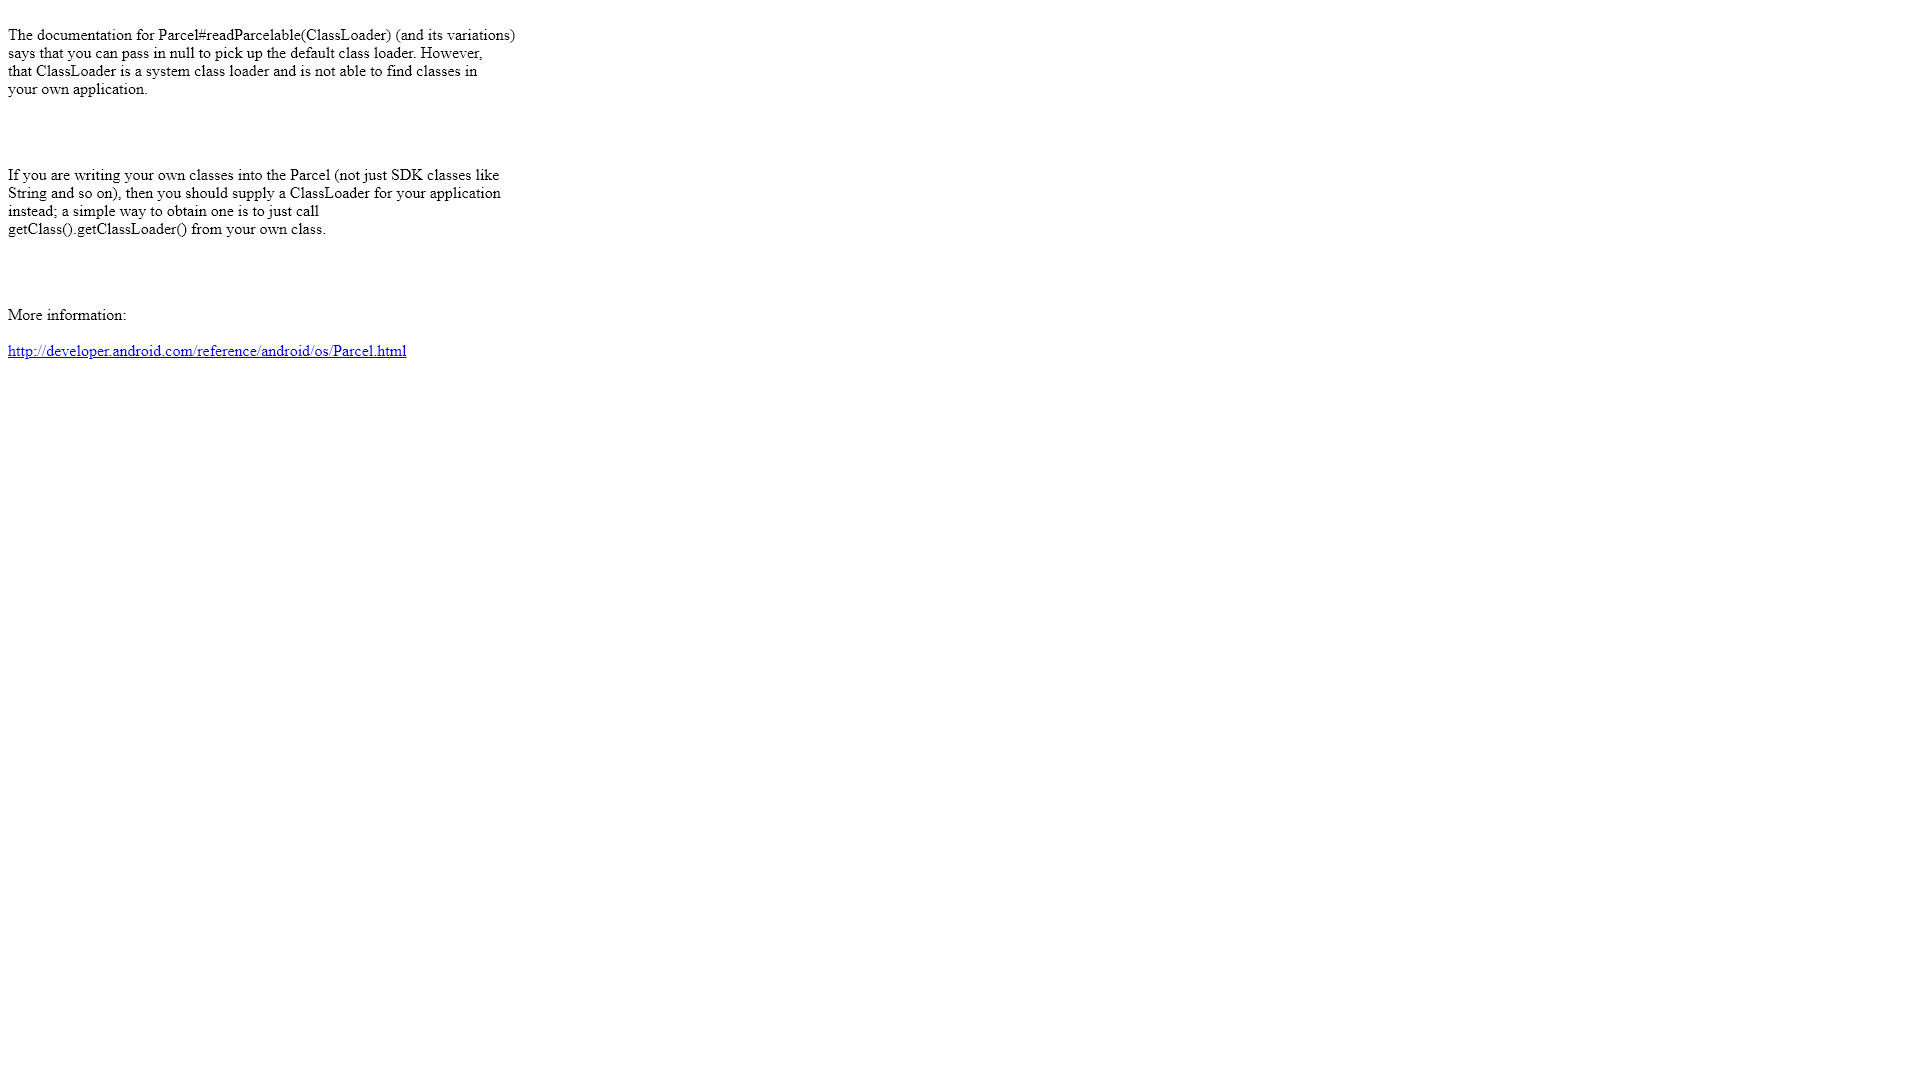 The documentation for Parcel#readParcelable(ClassLoader) (and its variations)
says that you can pass in null to pick up the default class loader. However,
that ClassLoader is a system class loader and is not able to find classes in
your own application.
If you are writing your own classes into the Parcel (not just SDK classes like
String and so on), then you should supply a ClassLoader for your application
instead; a simple way to obtain one is to just call
getClass().getClassLoader() from your own class.
More information:
http://developer.android.com/reference/android/os/Parcel.html